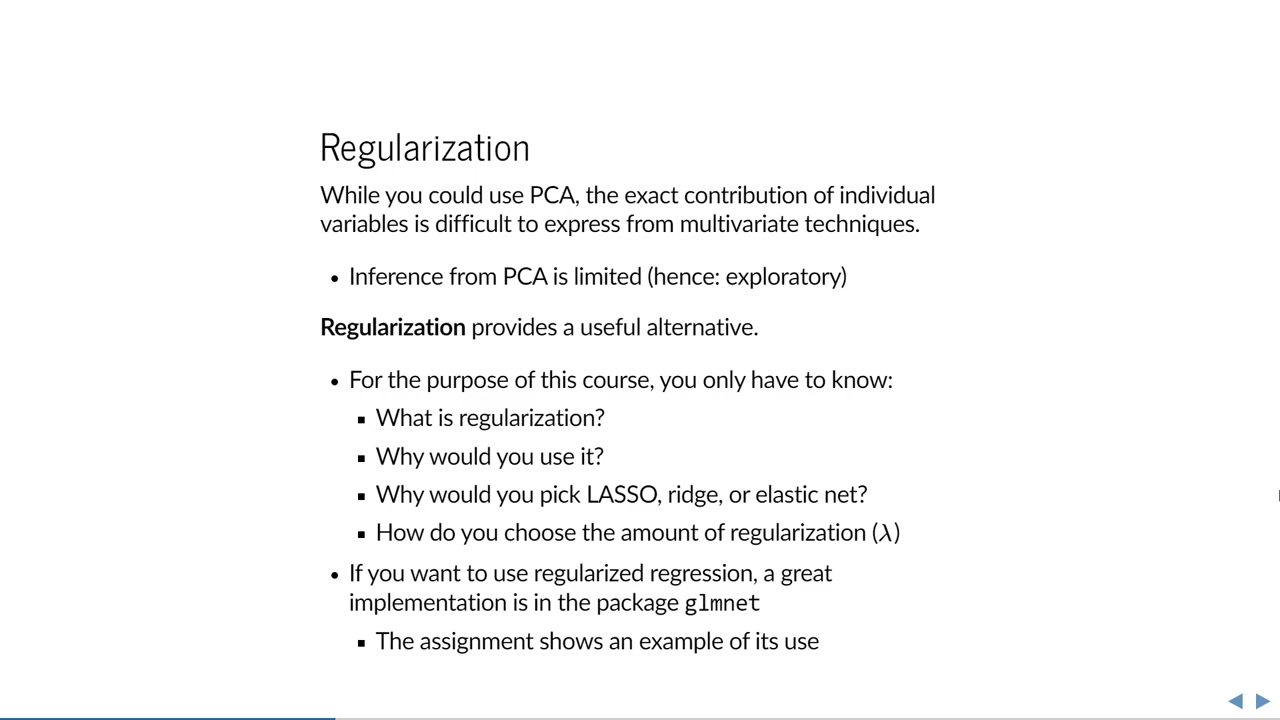 Regularization
While you could use PCA, the exact contribution of individual
variables is difficult to express from multivariate techniques.
• Inference from PCA is limited (hence: exploratory)
Regularization provides a useful alternative.
• For the purpose of this course, you only have to know:
▪ What is regularization?
▪ Why would you use it?
▪ Why would you pick LASSO, ridge, or elastic net?
▪ How do you choose the amount of regularization (λ)
• If you want to use regularized regression, a great
implementation is in the package glmnet
▪ The assignment shows an example of its use